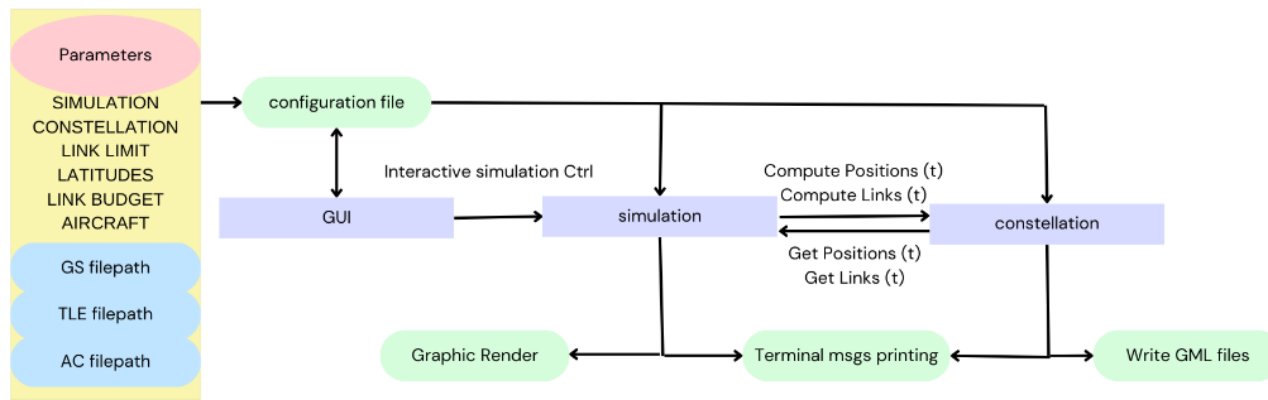 Parameters
SIMULATION
CONSTELLATION
LINK LIMIT
LATITUDES
LINK BUDGET
AIRCRAFT
GS filepath
TLE filepath
AC filepath
configuration file
Interactive simulation Ctrl
GUI
simulation
Compute Positions (t)
Compute Links (t)
constellation
Get Positions (t)
Get Links (t)
Graphic Render
Terminal msgs printing
Write GML files